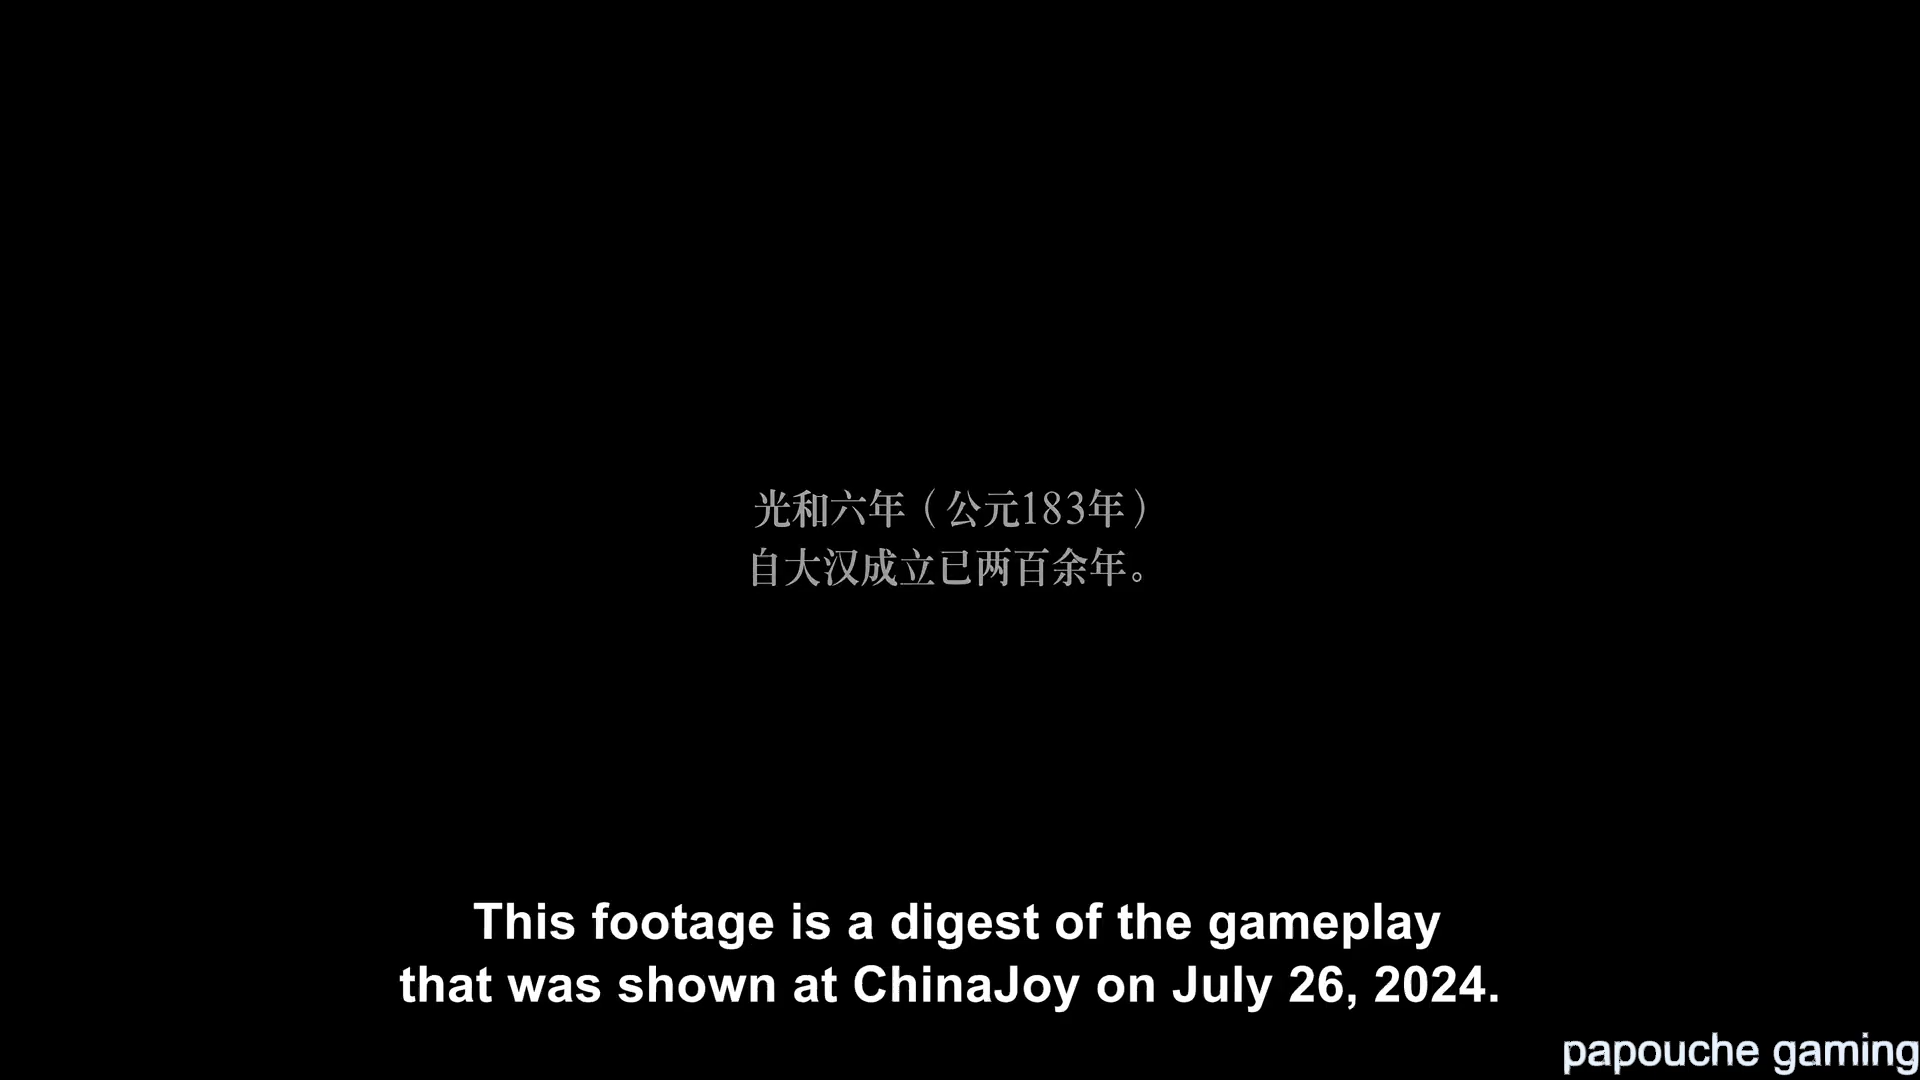 光和六年（公元183年）
自大汉成立已两百余年。
This footage is a digest of the gameplay
that was shown at ChinaJoy on July 26, 2024.
papouche gaming